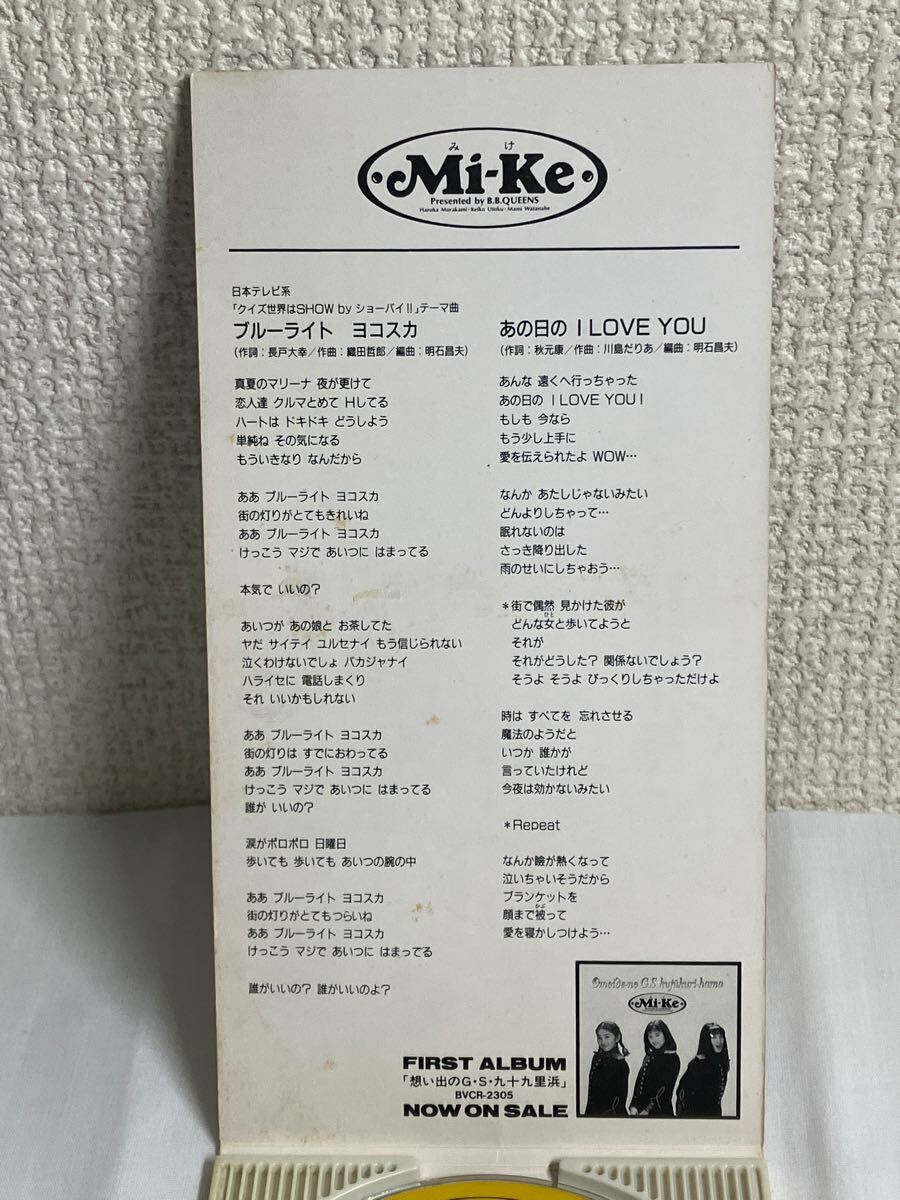 みけ
Mi-Ke
Presented by B.B.QUEENS
Haruka Murakami・Keiko Utoku・Mami Watanabe
日本テレビ系
「クイズ世界はSHOW by ショーバイⅡ」テーマ曲
ブルーライト ヨコスカ
（作詞：長戸大幸／作曲：織田哲郎／編曲：明石昌夫）
真夏のマリーナ 夜が更けて
恋人達 クルマとめて Hしてる
ハートは ドキドキ どうしよう
単純ね その気になる
もういきなり なんだから
ああ ブルーライト ヨコスカ
街の灯りがとてもきれいね
ああ ブルーライト ヨコスカ
けっこう マジで あいつに はまってる
本気で いいの？
あいつが あの娘と お茶してた
ヤだ サイテイ ユルセナイ もう信じられない
泣くわけないでしょ バカジャナイ
ハライセに 電話しまくり
それ いいかもしれない
ああ ブルーライト ヨコスカ
街の灯りは すでにおわってる
ああ ブルーライト ヨコスカ
けっこう マジで あいつに はまってる
誰が いいの？
涙がポロポロ 日曜日
歩いても 歩いても あいつの腕の中
ああ ブルーライト ヨコスカ
街の灯りがとてもつらいね
ああ ブルーライト ヨコスカ
けっこう マジで あいつに はまってる
誰がいいの？ 誰がいいのよ？
あの日の I LOVE YOU
（作詞：秋元康／作曲：川島だりあ／編曲：明石昌夫）
あんな 遠くへ行っちゃった
あの日の I LOVE YOU！
もしも 今なら
もう少し上手に
愛を伝えられたよ WOW…
なんか あたしじゃないみたい
どんよりしちゃって…
眠れないのは
さっき降り出した
雨のせいにしちゃおう…
＊街で偶然 見かけた彼が
どんな女と歩いてようと
ひと
それが
それがどうした？ 関係ないでしょう？
そうよ そうよ びっくりしちゃっただけよ
時は すべてを 忘れさせる
魔法のようだと
いつか 誰かが
言っていたけれど
今夜は効かないみたい
＊Repeat
なんか瞼が熱くなって
泣いちゃいそうだから
ブランケットを
顔まで被って
かぶ
愛を寝かしつけよう…
FIRST ALBUM
「想い出のG・S・九十九里浜」
BVCR-2305
NOW ON SALE
Omoide-no G.S. kujukuri-hama
Mi-Ke